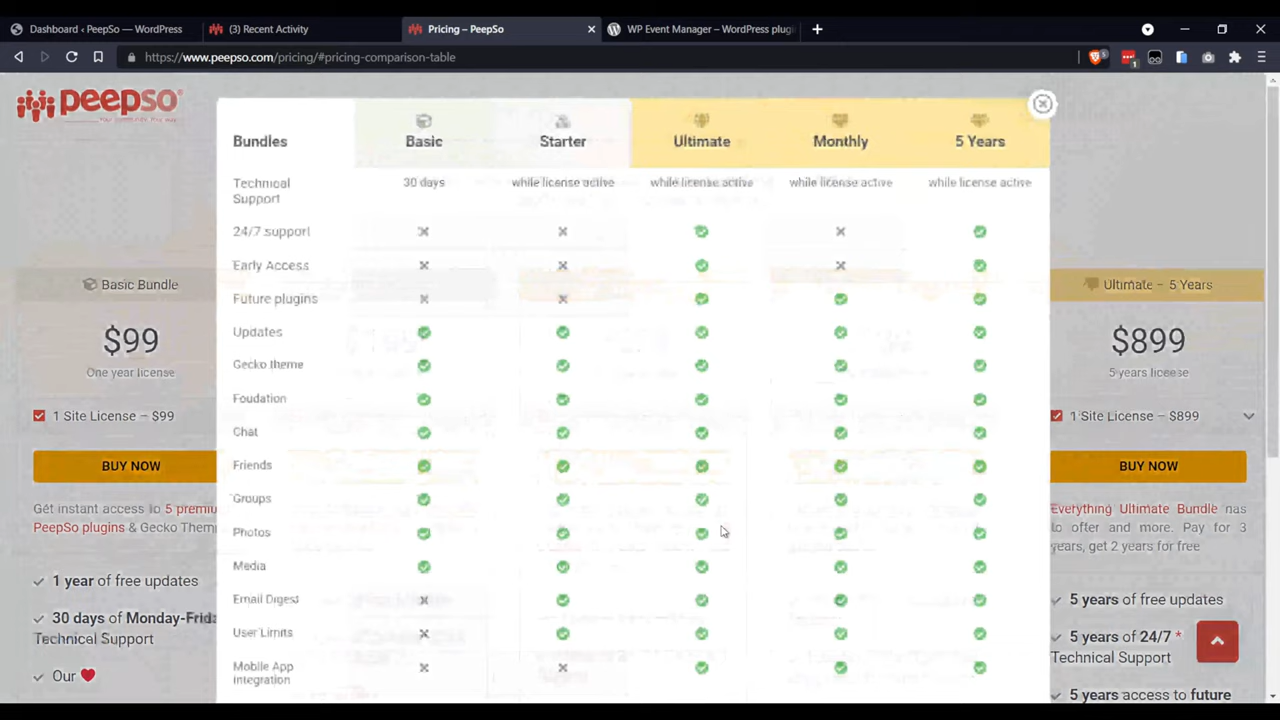 Dashboard ‹ PeepSo — WordPress
(3) Recent Activity
Pricing – PeepSo
WP Event Manager – WordPress plugi
https://www.peepso.com/pricing/#pricing-comparison-table
peepso
Bundles Basic Starter Ultimate Monthly 5 Years
Technical Support 30 days while license active while license active while license active while license active
24/7 support
Early Access
Future plugins
Updates
Gecko theme
Foudation
Chat
Friends
Groups
Photos
Media
Email Digest
User Limits
Mobile App
integration
Basic Bundle
$99
One year license
1 Site License – $99
BUY NOW
Get instant access to 5 premiu
PeepSo plugins & Gecko Them
1 year of free updates
30 days of Monday-Frida
Technical Support
Our
Ultimate – 5 Years
$899
5 years license
1 Site License – $899
BUY NOW
Everything Ultimate Bundle has
to offer and more. Pay for 3
years, get 2 years for free
5 years of free updates
5 years of 24/7 *
Technical Support
5 years access to future